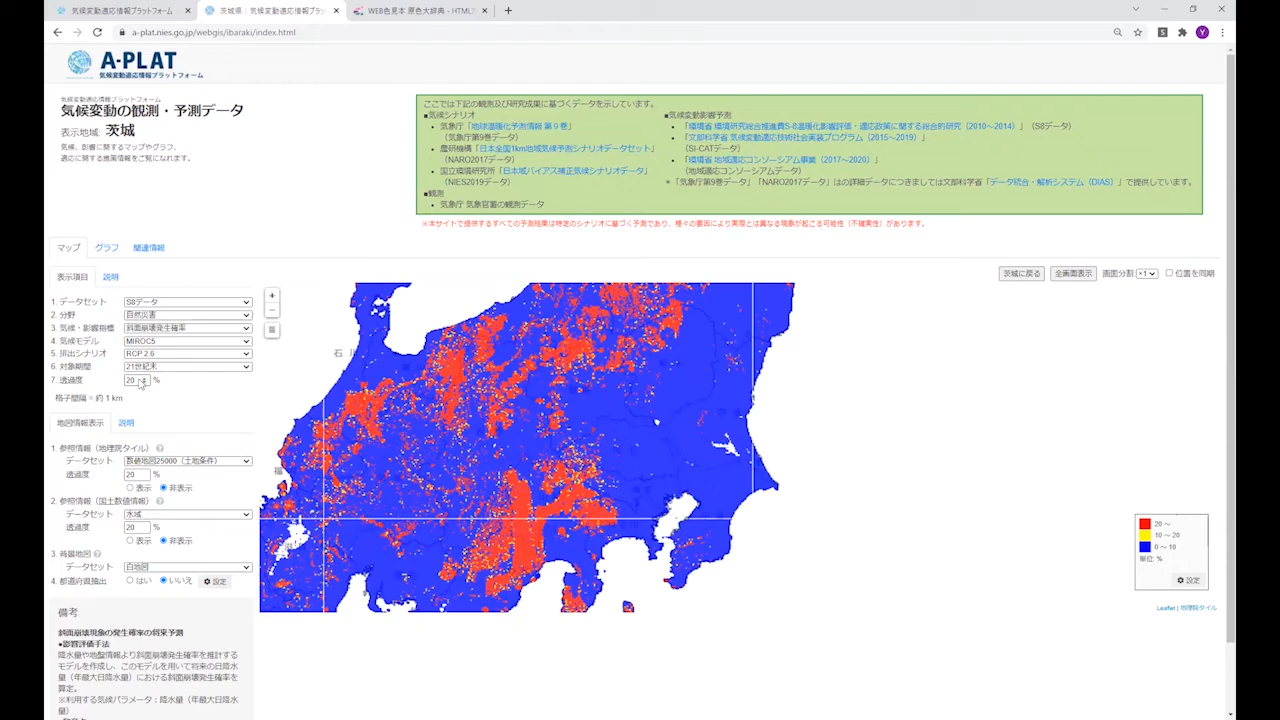 気候変動適応情報プラットフォーム
茨城県｜気候変動適応情報プラッ
WEB色見本 原色大辞典 - HTML
a-plat.nies.go.jp/webgis/ibaraki/index.html
A-PLAT
気候変動適応情報プラットフォーム
気候変動適応情報プラットフォーム
気候変動の観測・予測データ
表示地域: 茨城
気候、影響に関するマップやグラフ、
適応に関する施策情報をご覧になれます。
ここでは下記の観測及び研究成果に基づくデータを示しています。
■気候シナリオ
• 気象庁「地球温暖化予測情報 第９巻」
（気象庁第9巻データ）
• 農研機構「日本全国1km地域気候予測シナリオデータセット」
（NARO2017データ）
• 国立環境研究所「日本域バイアス補正気候シナリオデータ」
（NIES2019データ）
■観測
• 気象庁 気象官署の観測データ
■気候変動影響予測
• 「環境省 環境研究総合推進費S-8温暖化影響評価・適応政策に関する総合的研究（2010～2014）」（S8データ）
• 「文部科学省 気候変動適応技術社会実装プログラム（2015～2019）」
（SI-CATデータ）
• 「環境省 地域適応コンソーシアム事業（2017～2020）」
（地域適応コンソーシアムデータ）
＊「気象庁第9巻データ」「NARO2017データ」はの詳細データにつきましては文部科学省「データ統合・解析システム（DIAS）」で提供しています。
※本サイトで提供するすべての予測結果は特定のシナリオに基づく予測であり、種々の要因により実際とは異なる現象が起こる可能性（不確実性）があります。
マップ グラフ 関連情報
表示項目 説明
茨城に戻る 全画面表示 画面分割: ×1 位置を同期
1. データセット S8データ
2. 分野 自然災害
3. 気候・影響指標 斜面崩壊発生確率
4. 気候モデル MIROC5
5. 排出シナリオ RCP 2.6
6. 対象期間 21世紀末
7. 透過度 20 %
格子間隔 = 約 1 km
地図情報表示 説明
1. 参照情報（地理院タイル）
データセット 数値地図25000（土地条件）
透過度 20 %
表示 非表示
2. 参照情報（国土数値情報）
データセット 水域
透過度 20 %
表示 非表示
3. 背景地図
データセット 白地図
4. 都道府県抽出 はい いいえ 設定
備考
斜面崩壊現象の発生確率の将来予測
●影響評価手法
降水量や地盤情報より斜面崩壊発生確率を推計する
モデルを作成し、このモデルを用いて将来の日降水
量（年最大日降水量）における斜面崩壊発生確率を
算定。
※利用する気候パラメータ：降水量（年最大日降水
量）
+
−
石 川
福
20 ～
10 ～ 20
0 ～ 10
単位: %
設定
Leaflet | 地理院タイル